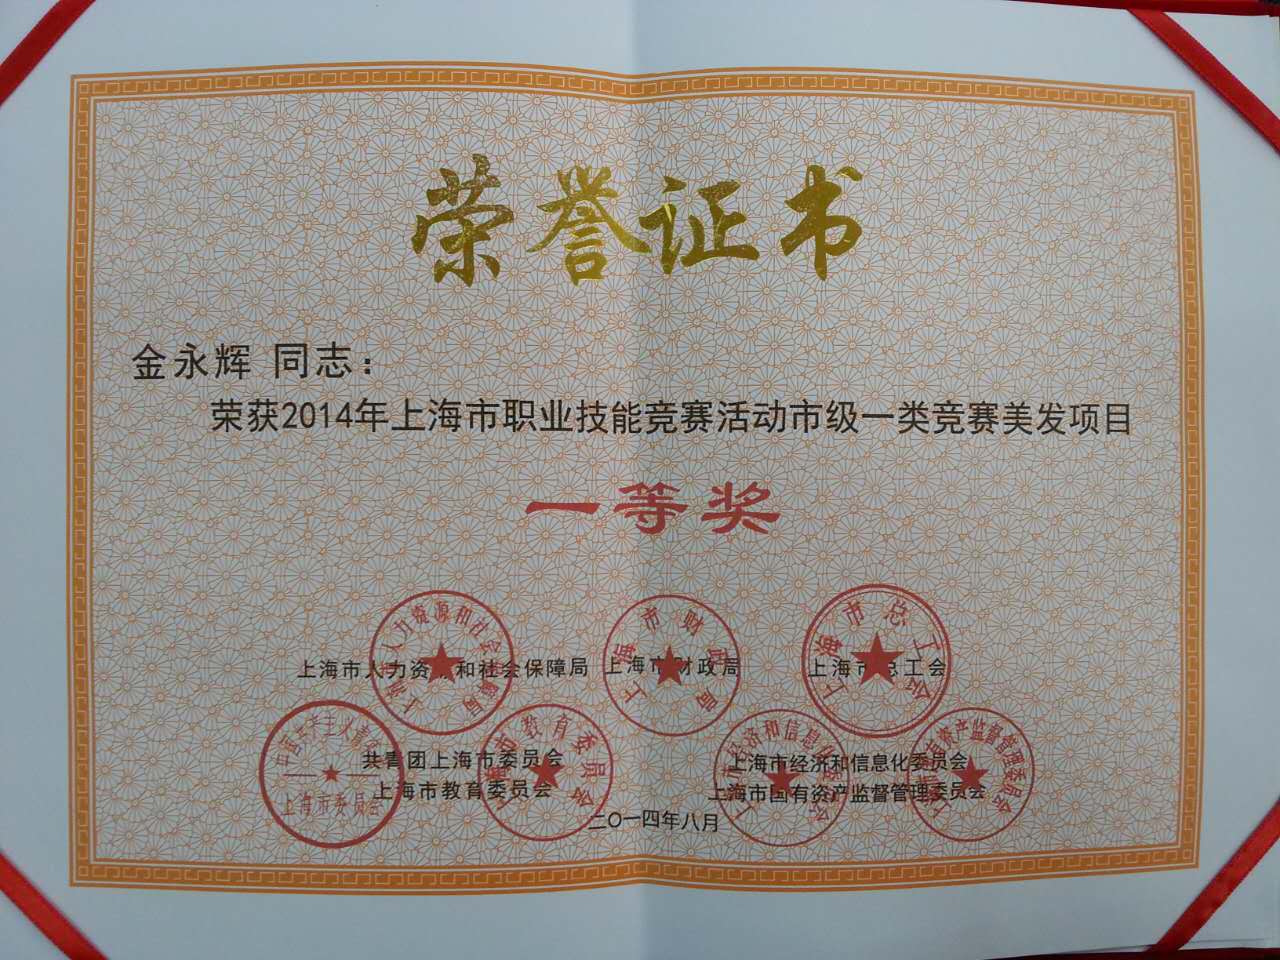 荣誉证书
金永辉 同志：
荣获2014年上海市职业技能竞赛活动市级一类竞赛美发项目
一等奖
上海市人力资源和社会保障局 上海市财政局 上海市总工会
共青团上海市委员会 上海市经济和信息化委员会
上海市教育委员会 上海市国有资产监督管理委员会
二〇一四年八月